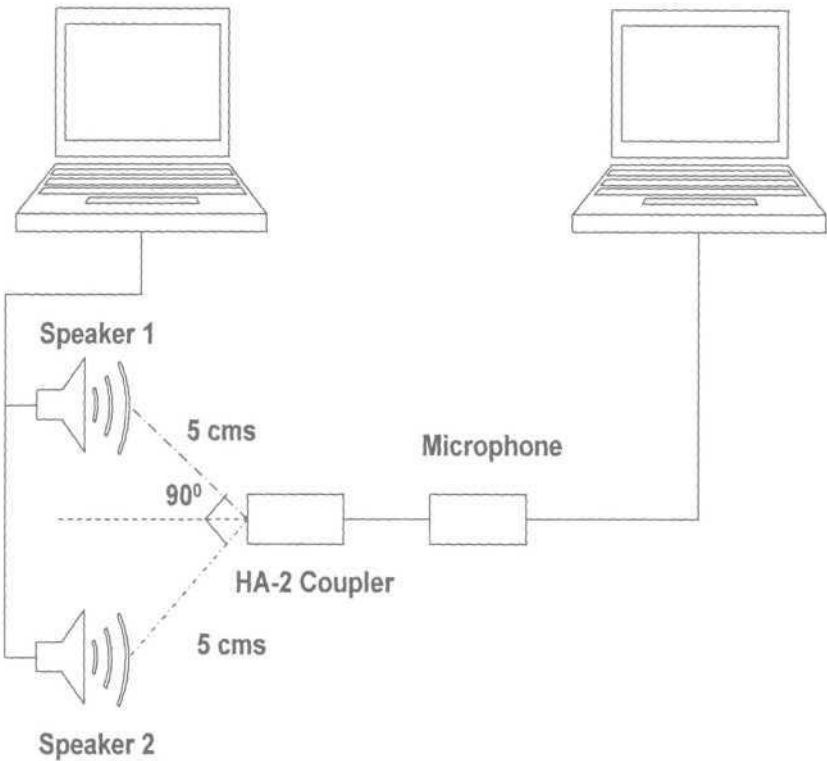 Speaker 1
5 cms
Microphone
90⁰
HA-2 Coupler
5 cms
Speaker 2